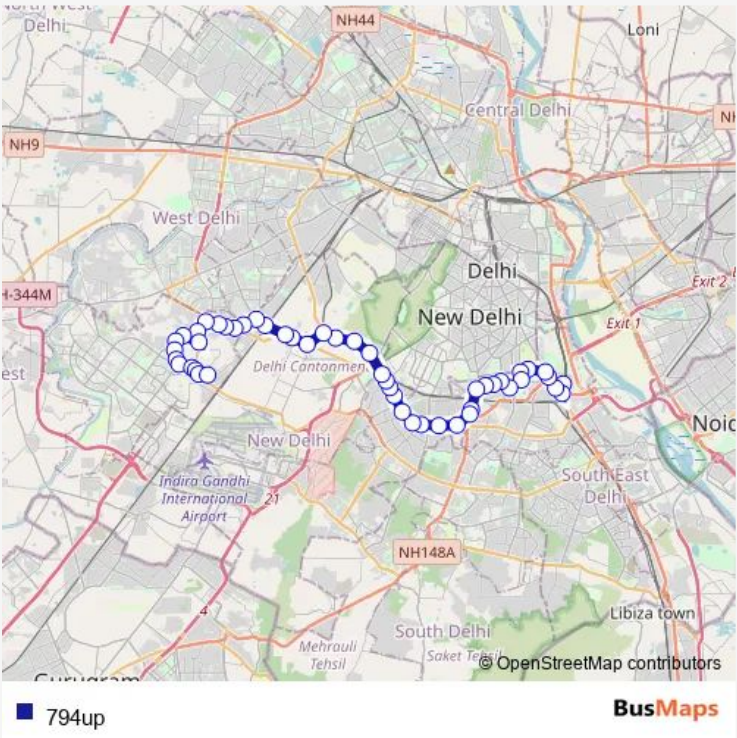 North West
Delhi
NH44
Loni
Central Delhi
NH
NH9
West Delhi
Delhi
Exit 2
H-344M
New Delhi
Exit 1
est
Delhi Cantonmen
Noid
New Delhi
Indira Gandhi
International
Airport
21
South East
Delhi
NH148A
4
Libiza town
South Delhi
Mehrauli
Tehsil
Saket Tehsil
© OpenStreetMap contributors
Gurugram
794up
BusMaps